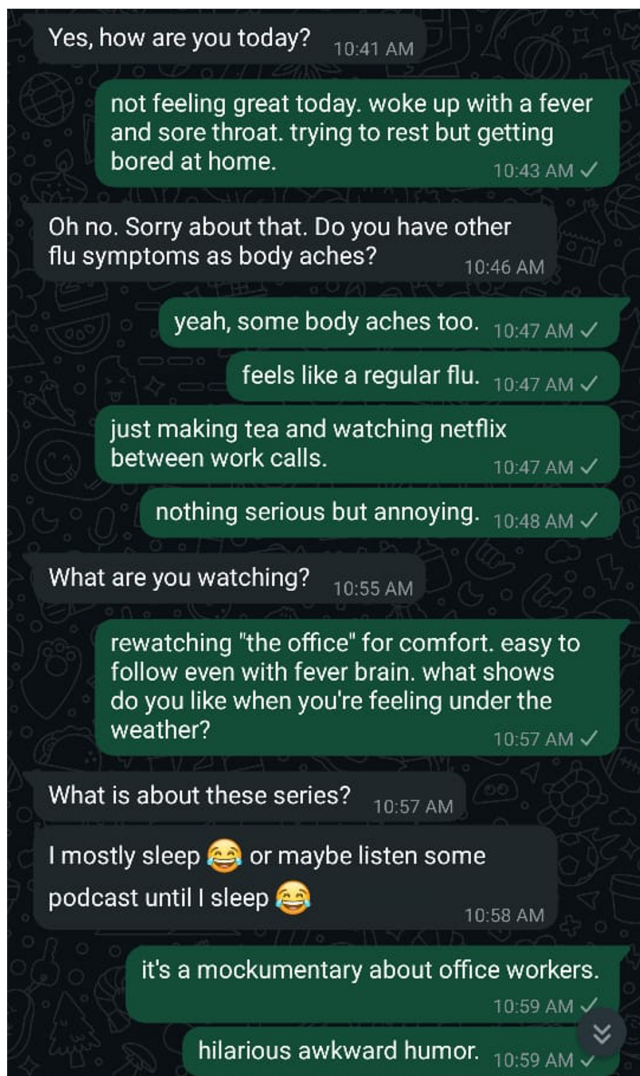 Yes, how are you today? 10:41 AM
not feeling great today. woke up with a fever
and sore throat. trying to rest but getting
bored at home. 10:43 AM
Oh no. Sorry about that. Do you have other
flu symptoms as body aches? 10:46 AM
yeah, some body aches too. 10:47 AM
feels like a regular flu. 10:47 AM
just making tea and watching netflix
between work calls. 10:47 AM
nothing serious but annoying. 10:48 AM
What are you watching? 10:55 AM
rewatching "the office" for comfort. easy to
follow even with fever brain. what shows
do you like when you're feeling under the
weather? 10:57 AM
What is about these series? 10:57 AM
I mostly sleep 😂 or maybe listen some
podcast until I sleep 😂
10:58 AM
it's a mockumentary about office workers.
10:59 AM
hilarious awkward humor. 10:59 AM